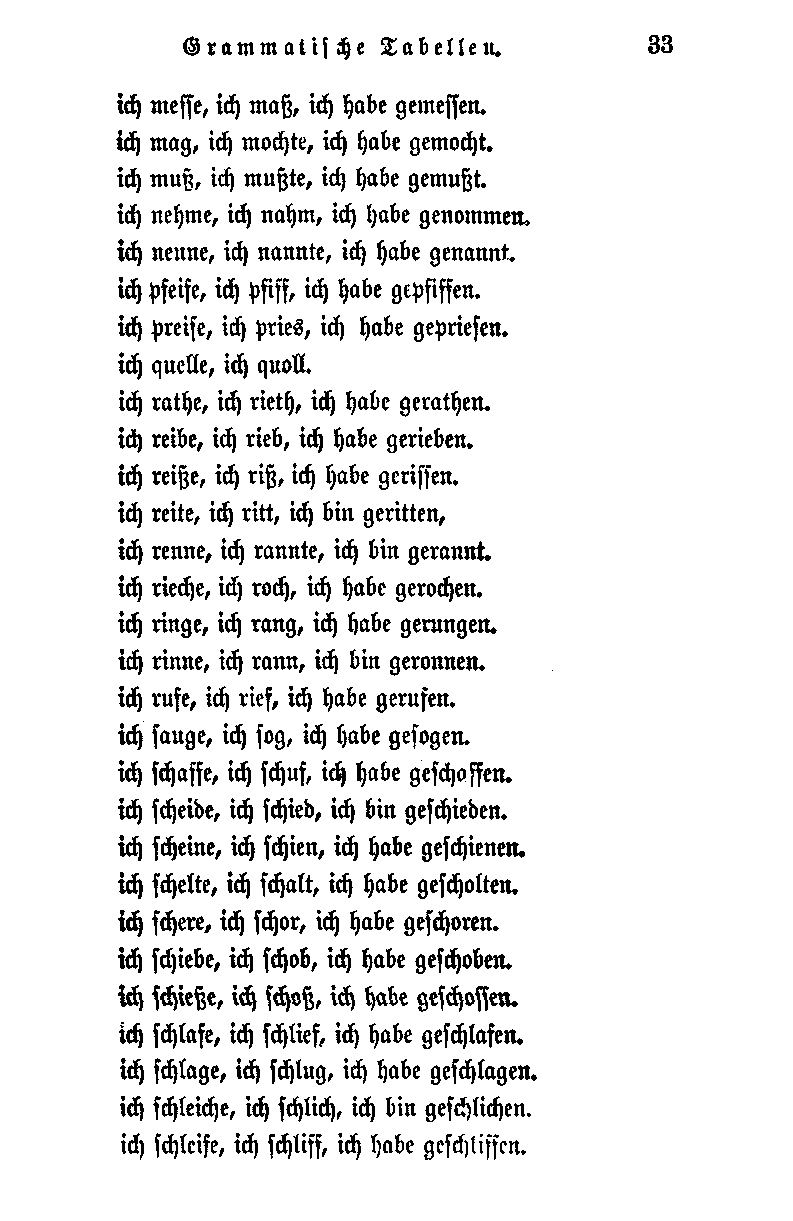 Grammatische Tabellen. 33
ich messe, ich maß, ich habe gemessen.
ich mag, ich mochte, ich habe gemocht.
ich muß, ich mußte, ich habe gemußt.
ich nehme, ich nahm, ich habe genommen.
ich nenne, ich nannte, ich habe genannt.
ich pfeife, ich pfiff, ich habe gepfiffen.
ich preise, ich pries, ich habe gepriesen.
ich quelle, ich quoll.
ich rathe, ich rieth, ich habe gerathen.
ich reibe, ich rieb, ich habe gerieben.
ich reiße, ich riß, ich habe gerissen.
ich reite, ich ritt, ich bin geritten,
ich renne, ich rannte, ich bin gerannt.
ich rieche, ich roch, ich habe gerochen.
ich ringe, ich rang, ich habe gerungen.
ich rinne, ich rann, ich bin geronnen.
ich rufe, ich rief, ich habe gerufen.
ich sauge, ich sog, ich habe gesogen.
ich schaffe, ich schuf, ich habe geschaffen.
ich scheide, ich schied, ich bin geschieden.
ich scheine, ich schien, ich habe geschienen.
ich schelte, ich schalt, ich habe gescholten.
ich schere, ich schor, ich habe geschoren.
ich schiebe, ich schob, ich habe geschoben.
ich schieße, ich schoß, ich habe geschossen.
ich schlafe, ich schlief, ich habe geschlafen.
ich schlage, ich schlug, ich habe geschlagen.
ich schleiche, ich schlich, ich bin geschlichen.
ich schleife, ich schliff, ich habe geschliffen.